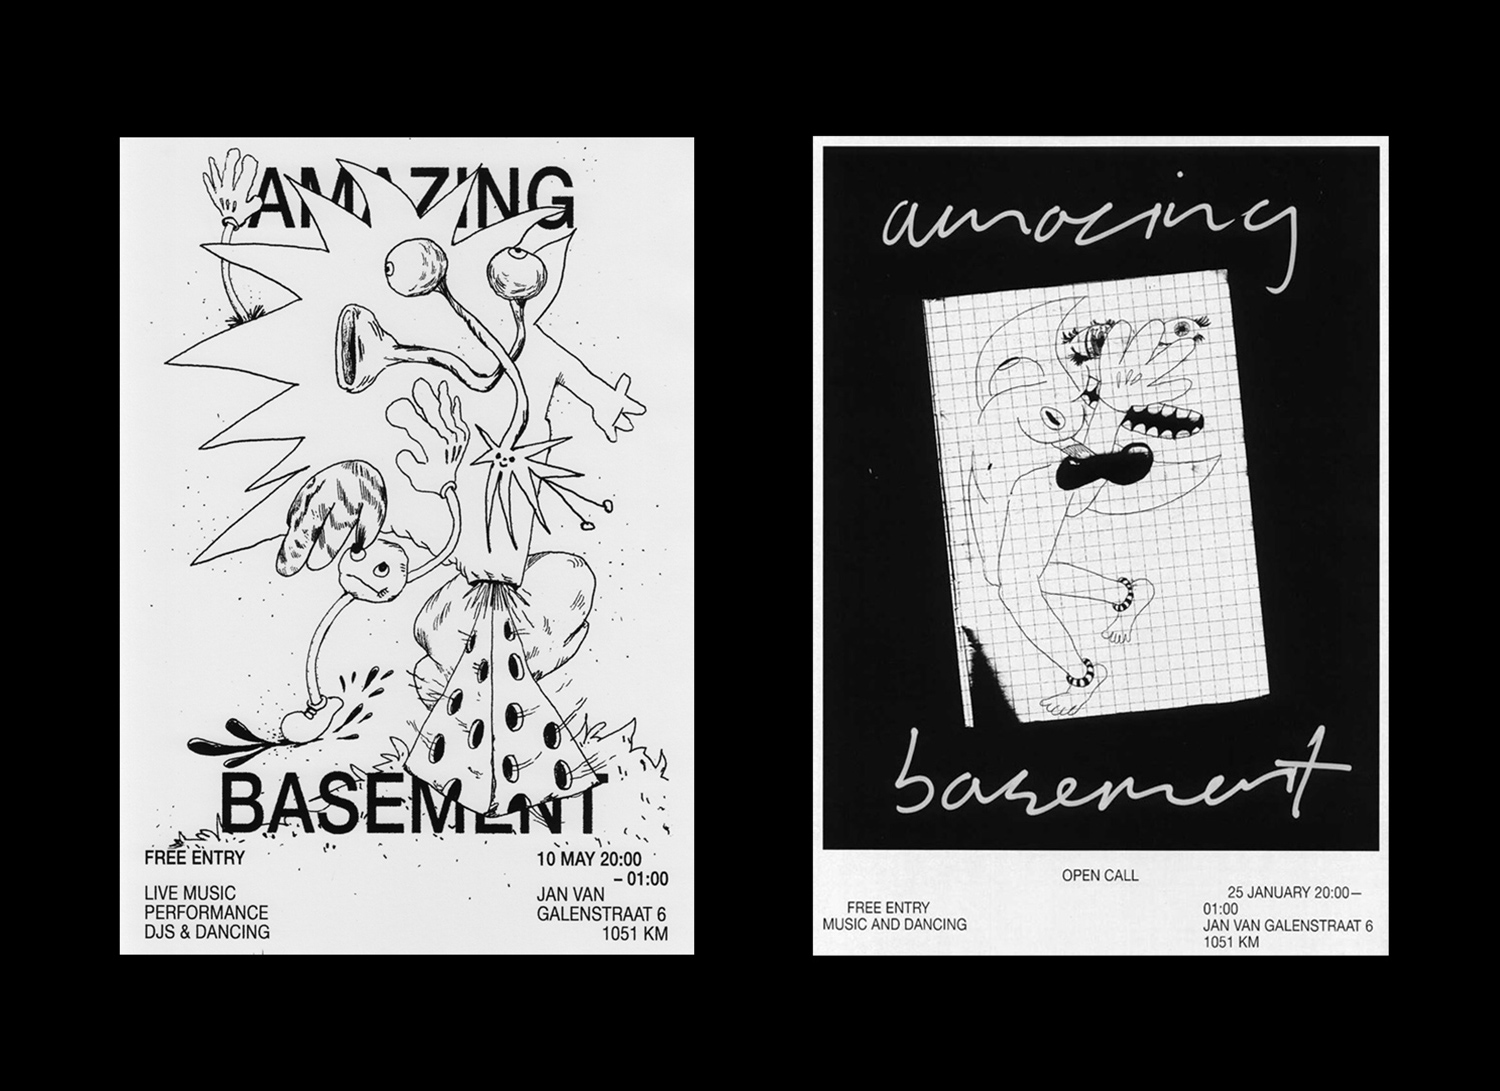 AMAZING
BASEMENT
FREE ENTRY
LIVE MUSIC
PERFORMANCE
DJS & DANCING
10 MAY 20:00
– 01:00
JAN VAN
GALENSTRAAT 6
1051 KM
amazing
basement
OPEN CALL
FREE ENTRY
MUSIC AND DANCING
25 JANUARY 20:00—
01:00
JAN VAN GALENSTRAAT 6
1051 KM